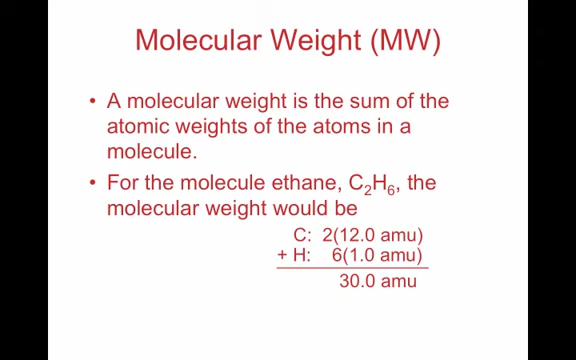 Molecular Weight (MW)
• A molecular weight is the sum of the
atomic weights of the atoms in a
molecule.
• For the molecule ethane, C₂H₆, the
molecular weight would be
C: 2(12.0 amu)
+ H: 6(1.0 amu)
30.0 amu